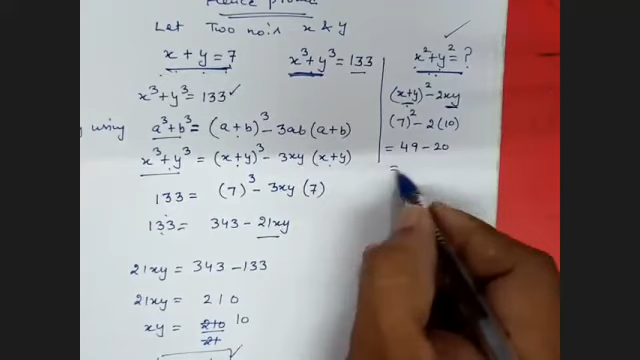 Hence proved
Let Two no's x & y
x + y = 7 x³+y³ = 133 x²+y² = ?
x³+y³ = 133 ✓
using a³+b³ = (a+b)³ - 3ab(a+b)
x³+y³ = (x+y)³ - 3xy (x+y)
133 = (7)³ - 3xy (7)
133 = 343 - 21xy
21xy = 343 - 133
21xy = 210
xy = 210/21 10
(x+y)² - 2xy
(7)² - 2(10)
= 49 - 20
=